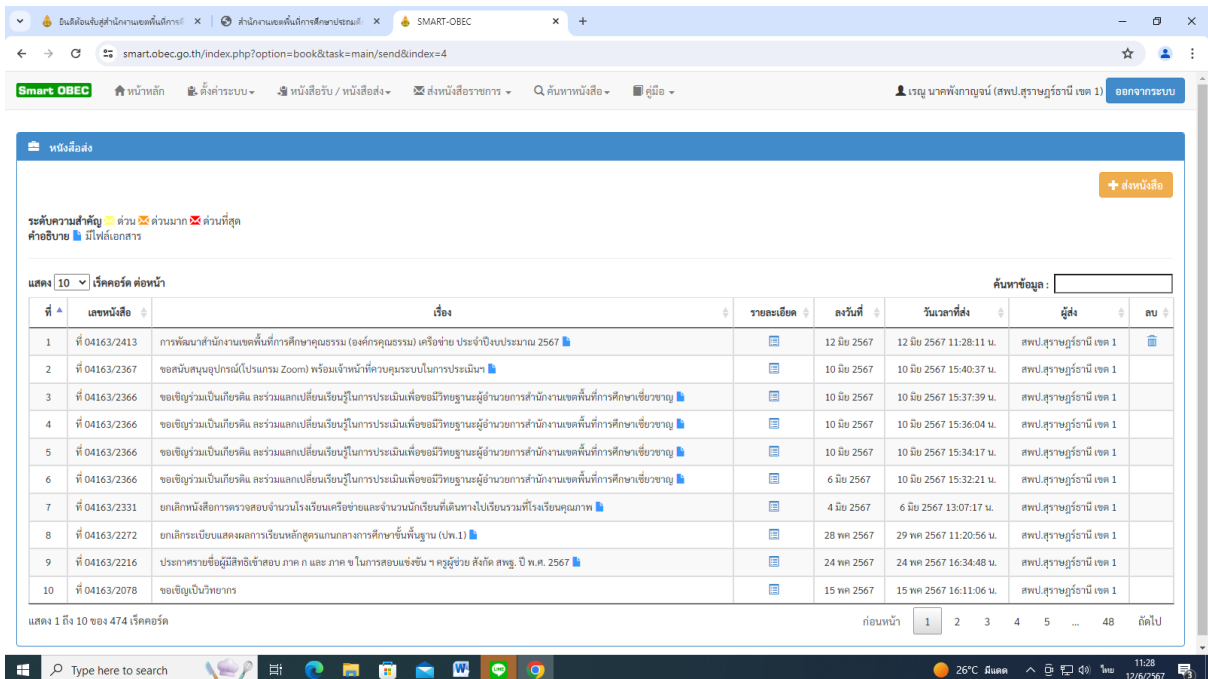 ยินดีต้อนรับสู่สำนักงานเขตพื้นที่การศึ
สำนักงานเขตพื้นที่การศึกษาประถมศึ
SMART-OBEC
smart.obec.go.th/index.php?option=book&task=main/send&index=4
Smart OBEC หน้าหลัก ตั้งค่าระบบ หนังสือรับ / หนังสือส่ง ส่งหนังสือราชการ ค้นหาหนังสือ คู่มือ เรณู นาคพังกาญจน์ (สพป.สุราษฎร์ธานี เขต 1) ออกจากระบบ
หนังสือส่ง
+ ส่งหนังสือ
ระดับความสำคัญ ด่วน ด่วนมาก ด่วนที่สุด
คำอธิบาย มีไฟล์เอกสาร
แสดง 10 เร็คคอร์ด ต่อหน้า ค้นหาข้อมูล :
ที่ เลขหนังสือ เรื่อง รายละเอียด ลงวันที่ วันเวลาที่ส่ง ผู้ส่ง ลบ
1 ที่ 04163/2413 การพัฒนาสำนักงานเขตพื้นที่การศึกษาคุณธรรม (องค์กรคุณธรรม) เครือข่าย ประจำปีงบประมาณ 2567 12 มิย 2567 12 มิย 2567 11:28:11 น. สพป.สุราษฎร์ธานี เขต 1
2 ที่ 04163/2367 ขอสนับสนุนอุปกรณ์(โปรแกรม Zoom) พร้อมเจ้าหน้าที่ควบคุมระบบในการประเมินฯ 10 มิย 2567 10 มิย 2567 15:40:37 น. สพป.สุราษฎร์ธานี เขต 1
3 ที่ 04163/2366 ขอเชิญร่วมเป็นเกียรติแ ละร่วมแลกเปลี่ยนเรียนรู้ในการประเมินเพื่อขอมีวิทยฐานะผู้อำนวยการสำนักงานเขตพื้นที่การศึกษาเชี่ยวชาญ 10 มิย 2567 10 มิย 2567 15:37:39 น. สพป.สุราษฎร์ธานี เขต 1
4 ที่ 04163/2366 ขอเชิญร่วมเป็นเกียรติแ ละร่วมแลกเปลี่ยนเรียนรู้ในการประเมินเพื่อขอมีวิทยฐานะผู้อำนวยการสำนักงานเขตพื้นที่การศึกษาเชี่ยวชาญ 10 มิย 2567 10 มิย 2567 15:36:04 น. สพป.สุราษฎร์ธานี เขต 1
5 ที่ 04163/2366 ขอเชิญร่วมเป็นเกียรติแ ละร่วมแลกเปลี่ยนเรียนรู้ในการประเมินเพื่อขอมีวิทยฐานะผู้อำนวยการสำนักงานเขตพื้นที่การศึกษาเชี่ยวชาญ 10 มิย 2567 10 มิย 2567 15:34:17 น. สพป.สุราษฎร์ธานี เขต 1
6 ที่ 04163/2366 ขอเชิญร่วมเป็นเกียรติแ ละร่วมแลกเปลี่ยนเรียนรู้ในการประเมินเพื่อขอมีวิทยฐานะผู้อำนวยการสำนักงานเขตพื้นที่การศึกษาเชี่ยวชาญ 6 มิย 2567 10 มิย 2567 15:32:21 น. สพป.สุราษฎร์ธานี เขต 1
7 ที่ 04163/2331 ยกเลิกหนังสือการตรวจสอบจำนวนโรงเรียนเครือข่ายและจำนวนนักเรียนที่เดินทางไปเรียนรวมที่โรงเรียนคุณภาพ 4 มิย 2567 6 มิย 2567 13:07:17 น. สพป.สุราษฎร์ธานี เขต 1
8 ที่ 04163/2272 ยกเลิกระเบียบแสดงผลการเรียนหลักสูตรแกนกลางการศึกษาขั้นพื้นฐาน (ปพ.1) 28 พค 2567 29 พค 2567 11:20:56 น. สพป.สุราษฎร์ธานี เขต 1
9 ที่ 04163/2216 ประกาศรายชื่อผู้มีสิทธิเข้าสอบ ภาค ก และ ภาค ข ในการสอบแข่งขัน ฯ ครูผู้ช่วย สังกัด สพฐ. ปี พ.ศ. 2567 24 พค 2567 24 พค 2567 16:34:48 น. สพป.สุราษฎร์ธานี เขต 1
10 ที่ 04163/2078 ขอเชิญเป็นวิทยากร 15 พค 2567 15 พค 2567 16:11:06 น. สพป.สุราษฎร์ธานี เขต 1
แสดง 1 ถึง 10 ของ 474 เร็คคอร์ด ก่อนหน้า 1 2 3 4 5 ... 48 ถัดไป
Type here to search 26°C มีแดด ไทย 11:28
12/6/2567